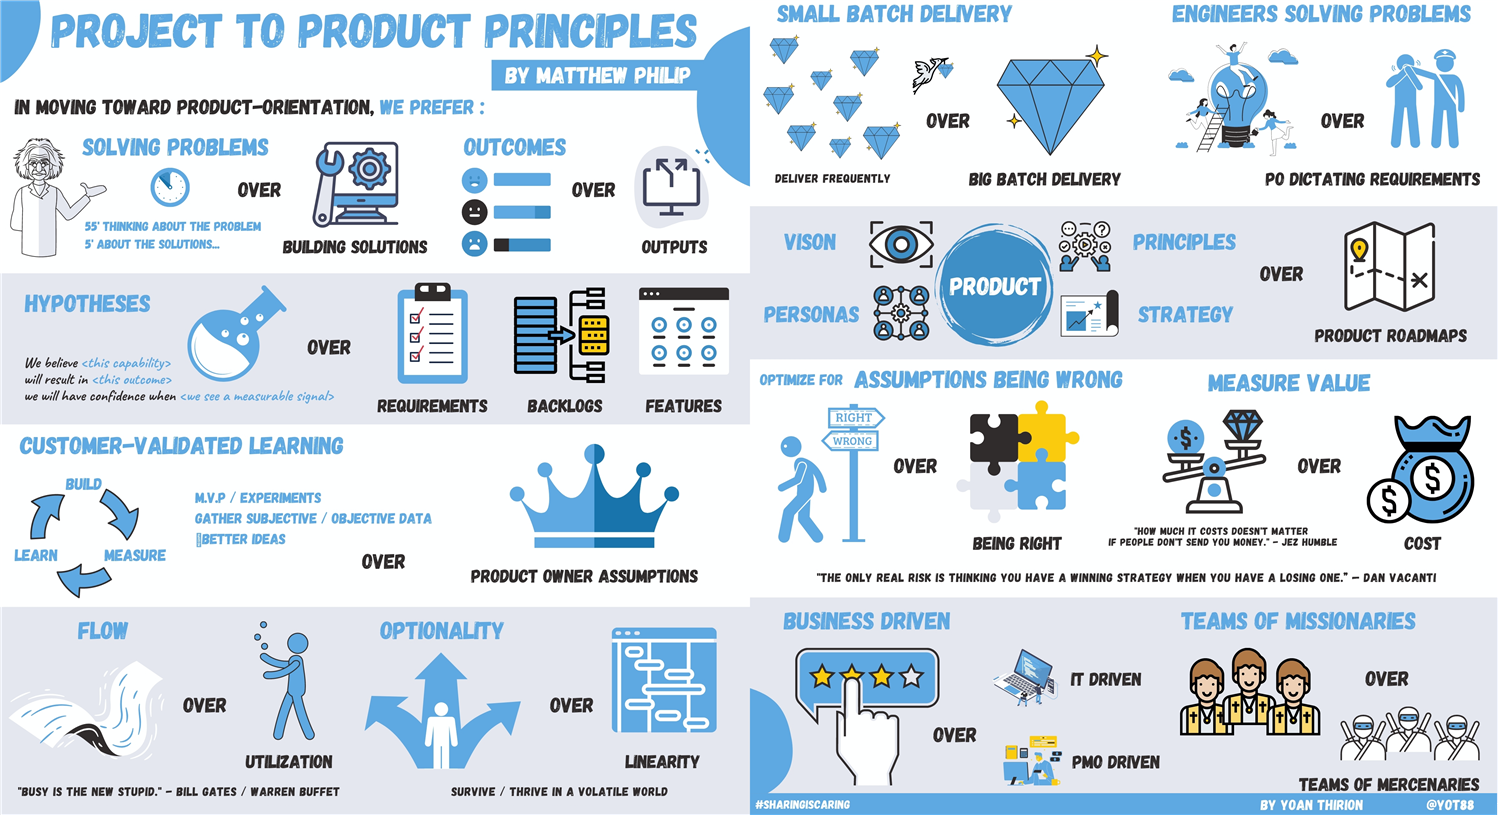 PROJECT TO PRODUCT PRINCIPLES
BY MATTHEW PHILIP
IN MOVING TOWARD PRODUCT-ORIENTATION, WE PREFER :
SOLVING PROBLEMS
55' THINKING ABOUT THE PROBLEM
5' ABOUT THE SOLUTIONS...
OVER
BUILDING SOLUTIONS
OUTCOMES
OVER
OUTPUTS
HYPOTHESES
We believe <this capability>
will result in <this outcome>
we will have confidence when <we see a measurable signal>
OVER
REQUIREMENTS
BACKLOGS
FEATURES
CUSTOMER-VALIDATED LEARNING
BUILD
LEARN
MEASURE
M.V.P / EXPERIMENTS
GATHER SUBJECTIVE / OBJECTIVE DATA
BETTER IDEAS
OVER
PRODUCT OWNER ASSUMPTIONS
FLOW
OVER
UTILIZATION
"BUSY IS THE NEW STUPID." - BILL GATES / WARREN BUFFET
OPTIONALITY
OVER
LINEARITY
SURVIVE / THRIVE IN A VOLATILE WORLD
SMALL BATCH DELIVERY
DELIVER FREQUENTLY
OVER
BIG BATCH DELIVERY
ENGINEERS SOLVING PROBLEMS
OVER
PO DICTATING REQUIREMENTS
VISON
PERSONAS
PRODUCT
PRINCIPLES
STRATEGY
OVER
PRODUCT ROADMAPS
OPTIMIZE FOR ASSUMPTIONS BEING WRONG
RIGHT
WRONG
OVER
BEING RIGHT
MEASURE VALUE
$
"HOW MUCH IT COSTS DOESN'T MATTER
IF PEOPLE DON'T SEND YOU MONEY." - JEZ HUMBLE
OVER
$
$
COST
"THE ONLY REAL RISK IS THINKING YOU HAVE A WINNING STRATEGY WHEN YOU HAVE A LOSING ONE." - DAN VACANTI
BUSINESS DRIVEN
OVER
IT DRIVEN
PMO DRIVEN
TEAMS OF MISSIONARIES
OVER
TEAMS OF MERCENARIES
#SHARINGISCARING
BY YOAN THIRION
@YOT88